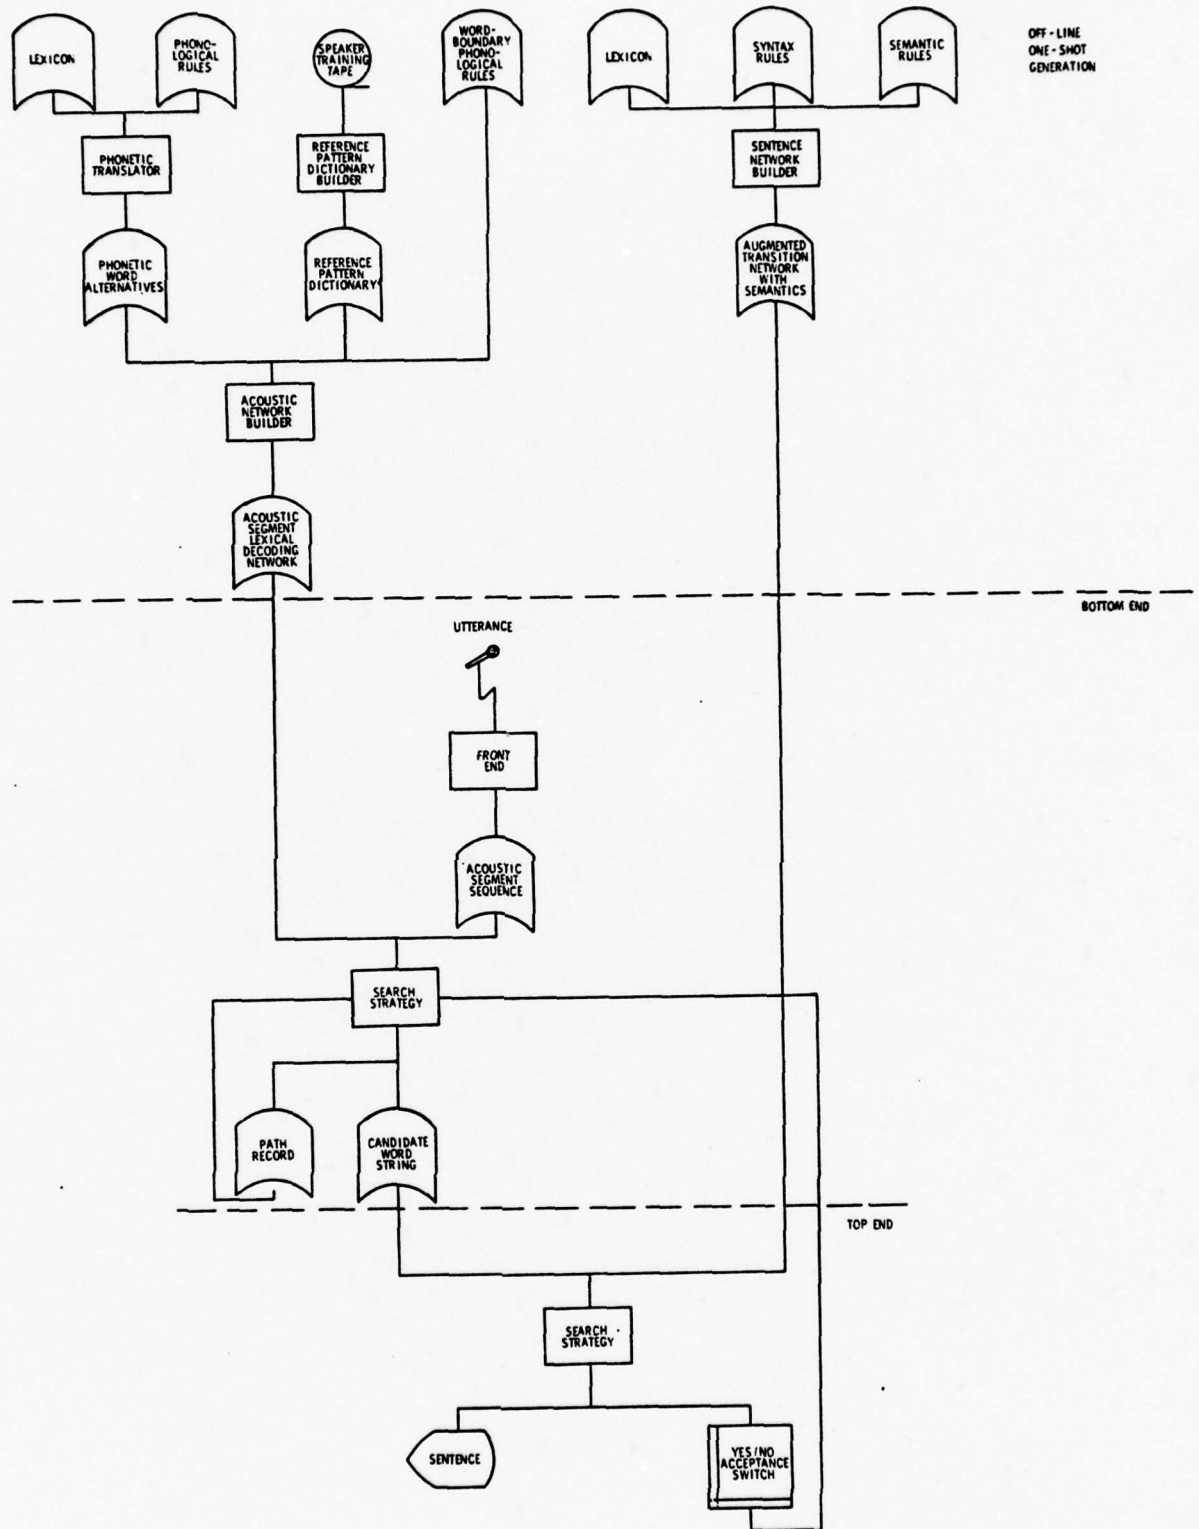 LEXICON
PHONO-
LOGICAL
RULES
SPEAKER
TRAINING
TAPE
WORD-
BOUNDARY
PHONO-
LOGICAL
RULES
LEXICON
SYNTAX
RULES
SEMANTIC
RULES
OFF - LINE
ONE - SHOT
GENERATION
PHONETIC
TRANSLATOR
REFERENCE
PATTERN
DICTIONARY
BUILDER
SENTENCE
NETWORK
BUILDER
PHONETIC
WORD
ALTERNATIVES
REFERENCE
PATTERN
DICTIONARY
AUGMENTED
TRANSITION
NETWORK
WITH
SEMANTICS
ACOUSTIC
NETWORK
BUILDER
ACOUSTIC
SEGMENT
LEXICAL
DECODING
NETWORK
BOTTOM END
UTTERANCE
FRONT
END
ACOUSTIC
SEGMENT
SEQUENCE
SEARCH
STRATEGY
PATH
RECORD
CANDIDATE
WORD
STRING
TOP END
SEARCH
STRATEGY
SENTENCE
YES/NO
ACCEPTANCE
SWITCH